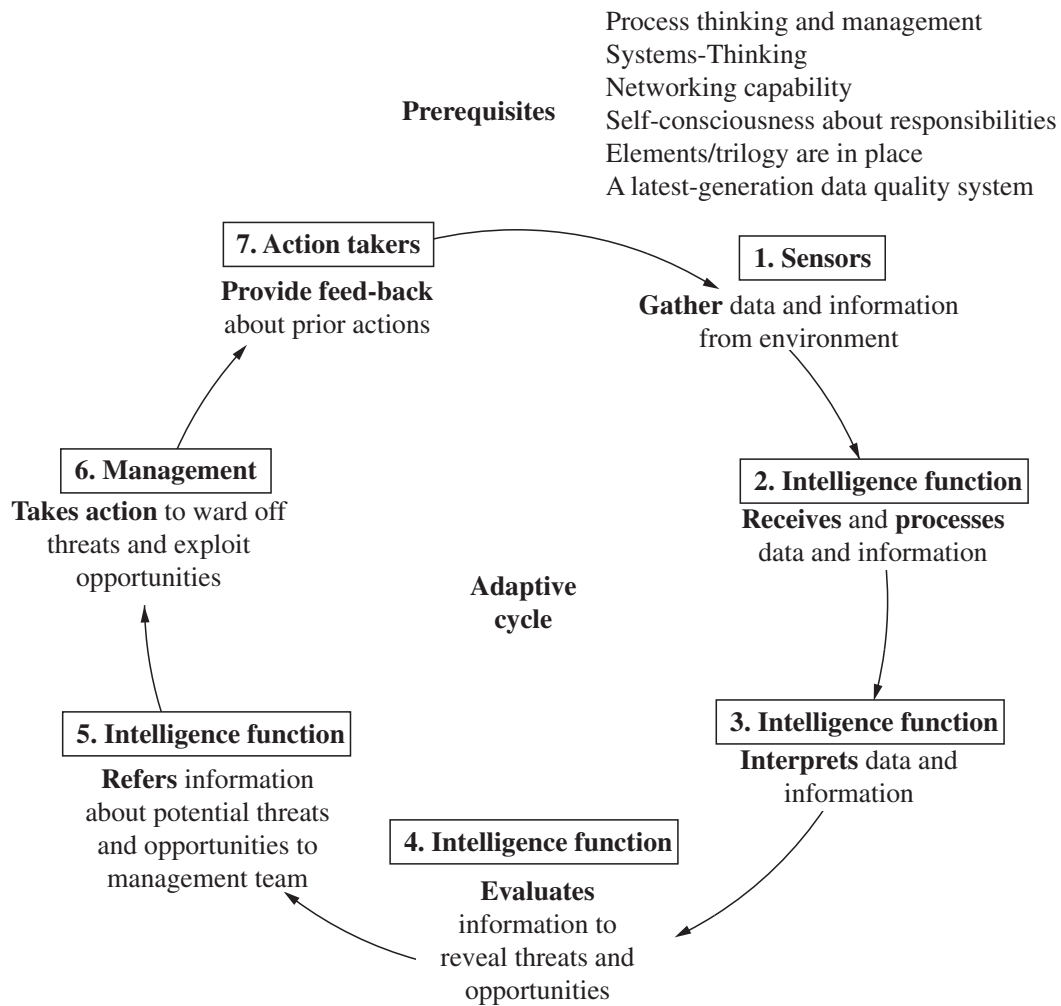 Prerequisites
Process thinking and management
Systems-Thinking
Networking capability
Self-consciousness about responsibilities
Elements/trilogy are in place
A latest-generation data quality system
1. Sensors
Gather data and information
from environment
2. Intelligence function
Receives and processes
data and information
3. Intelligence function
Interprets data and
information
4. Intelligence function
Evaluates
information to
reveal threats and
opportunities
5. Intelligence function
Refers information
about potential threats
and opportunities to
management team
6. Management
Takes action to ward off
threats and exploit
opportunities
7. Action takers
Provide feed-back
about prior actions
Adaptive
cycle